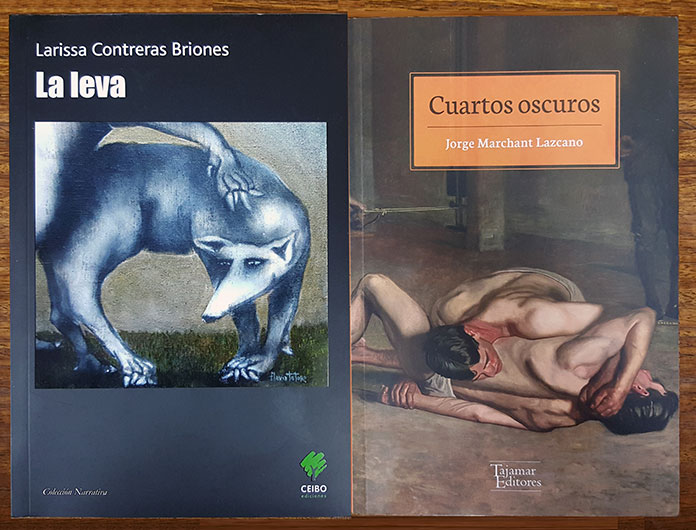 Larissa Contreras Briones
La leva
Colección Narrativa
CEIBO
ediciones
Cuartos oscuros
Jorge Marchant Lazcano
Tajamar
Editores